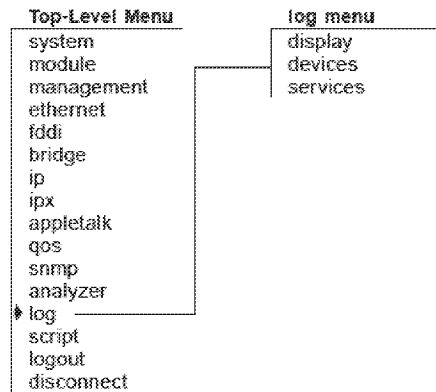 Top-Level Menu
system
module
management
ethernet
fddi
bridge
ip
ipx
appletalk
qos
snmp
analyzer
log
script
logout
disconnect
log menu
display
devices
services